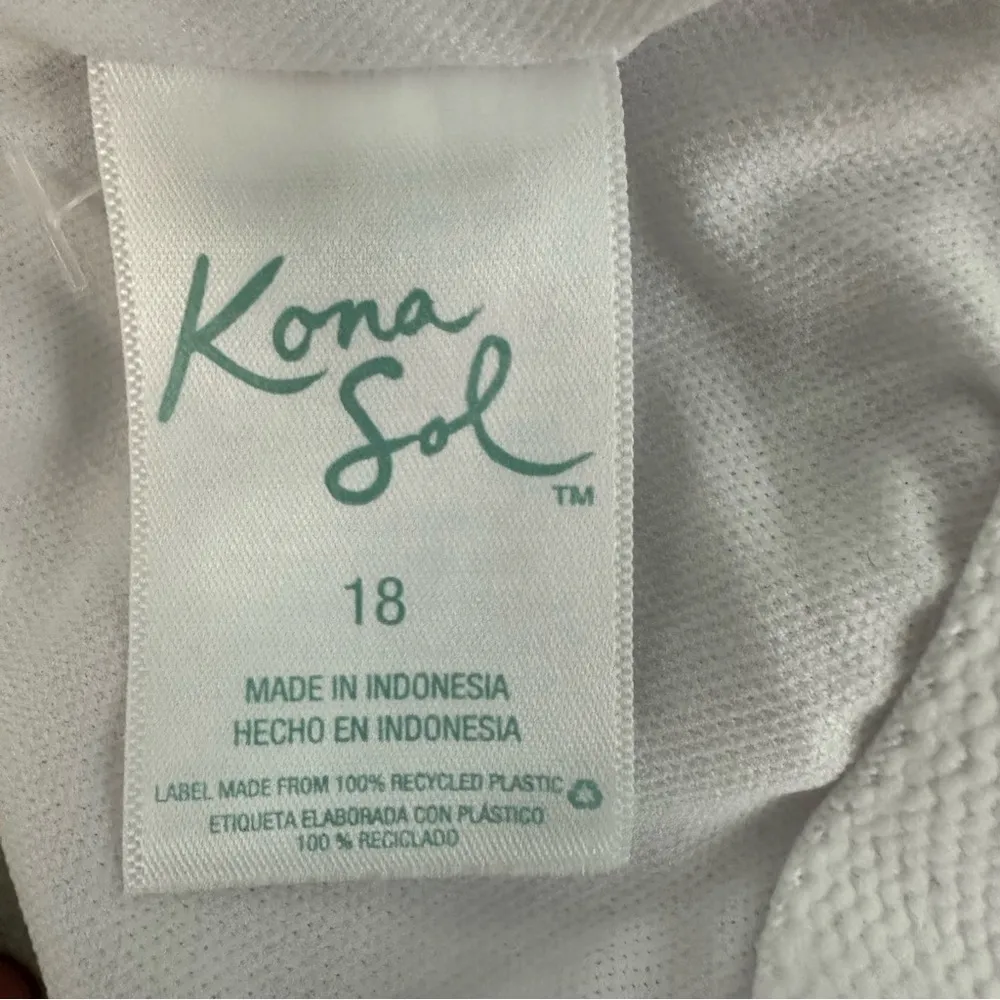 Kona
Sol
TM
18
MADE IN INDONESIA
HECHO EN INDONESIA
LABEL MADE FROM 100% RECYCLED PLASTIC
ETIQUETA ELABORADA CON PLÁSTICO
100 % RECICLADO